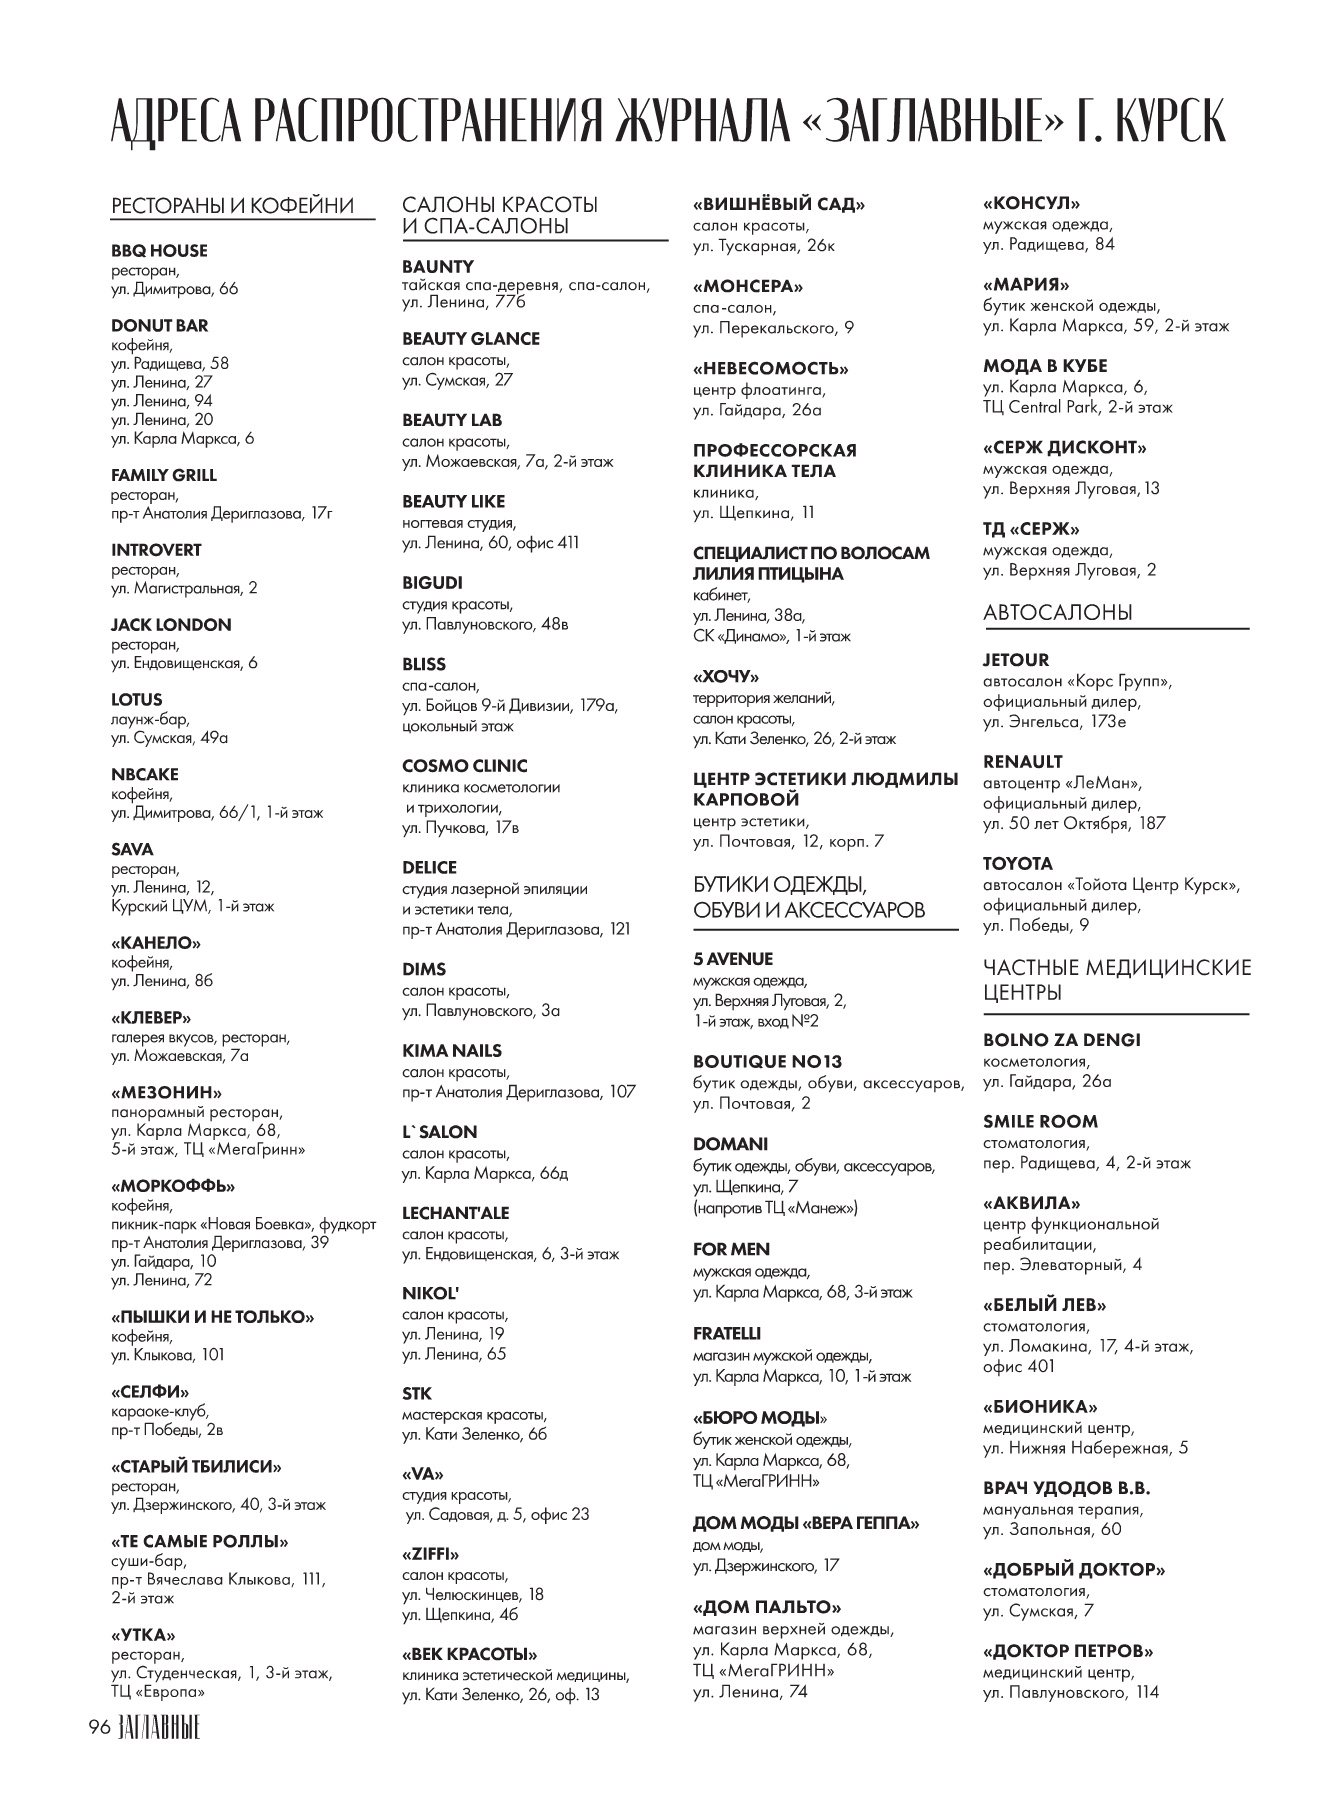 АДРЕСА РАСПРОСТРАНЕНИЯ ЖУРНАЛА «ЗАГЛАВНЫЕ» Г. КУРСК
РЕСТОРАНЫ И КОФЕЙНИ
BBQ HOUSE
ресторан,
ул. Димитрова, 66
DONUT BAR
кофейня,
ул. Радищева, 58
ул. Ленина, 27
ул. Ленина, 94
ул. Ленина, 20
ул. Карла Маркса, 6
FAMILY GRILL
ресторан,
пр-т Анатолия Дериглазова, 17г
INTROVERT
ресторан,
ул. Магистральная, 2
JACK LONDON
ресторан,
ул. Ендовищенская, 6
LOTUS
лаунж-бар,
ул. Сумская, 49а
NBCAKE
кофейня,
ул. Димитрова, 66/1, 1-й этаж
SAVA
ресторан,
ул. Ленина, 12,
Курский ЦУМ, 1-й этаж
«КАНЕЛО»
кофейня,
ул. Ленина, 8б
«КЛЕВЕР»
галерея вкусов, ресторан,
ул. Можаевская, 7а
«МЕЗОНИН»
панорамный ресторан,
ул. Карла Маркса, 68,
5-й этаж, ТЦ «МегаГринн»
«МОРКОФФЬ»
кофейня,
пикник-парк «Новая Боевка», фудкорт
пр-т Анатолия Дериглазова, 39
ул. Гайдара, 10
ул. Ленина, 72
«ПЫШКИ И НЕ ТОЛЬКО»
кофейня,
ул. Клыкова, 101
«СЕЛФИ»
караоке-клуб,
пр-т Победы, 2в
«СТАРЫЙ ТБИЛИСИ»
ресторан,
ул. Дзержинского, 40, 3-й этаж
«ТЕ САМЫЕ РОЛЛЫ»
суши-бар,
пр-т Вячеслава Клыкова, 111,
2-й этаж
«УТКА»
ресторан,
ул. Студенческая, 1, 3-й этаж,
ТЦ «Европа»
САЛОНЫ КРАСОТЫ
И СПА-САЛОНЫ
BAUNTY
тайская спа-деревня, спа-салон,
ул. Ленина, 77б
BEAUTY GLANCE
салон красоты,
ул. Сумская, 27
BEAUTY LAB
салон красоты,
ул. Можаевская, 7а, 2-й этаж
BEAUTY LIKE
ногтевая студия,
ул. Ленина, 60, офис 411
BIGUDI
студия красоты,
ул. Павлуновского, 48в
BLISS
спа-салон,
ул. Бойцов 9-й Дивизии, 179а,
цокольный этаж
COSMO CLINIC
клиника косметологии
и трихологии,
ул. Пучкова, 17в
DELICE
студия лазерной эпиляции
и эстетики тела,
пр-т Анатолия Дериглазова, 121
DIMS
салон красоты,
ул. Павлуновского, 3а
KIMA NAILS
салон красоты,
пр-т Анатолия Дериглазова, 107
L`SALON
салон красоты,
ул. Карла Маркса, 66д
LECHANT'ALE
салон красоты,
ул. Ендовищенская, 6, 3-й этаж
NIKOL'
салон красоты,
ул. Ленина, 19
ул. Ленина, 65
STK
мастерская красоты,
ул. Кати Зеленко, 6б
«VA»
студия красоты,
ул. Садовая, д. 5, офис 23
«ZIFFI»
салон красоты,
ул. Челюскинцев, 18
ул. Щепкина, 4б
«ВЕК КРАСОТЫ»
клиника эстетической медицины,
ул. Кати Зеленко, 26, оф. 13
«ВИШНЁВЫЙ САД»
салон красоты,
ул. Тускарная, 26к
«МОНСЕРА»
спа-салон,
ул. Перекальского, 9
«НЕВЕСОМОСТЬ»
центр флоатинга,
ул. Гайдара, 26а
ПРОФЕССОРСКАЯ
КЛИНИКА ТЕЛА
клиника,
ул. Щепкина, 11
СПЕЦИАЛИСТ ПО ВОЛОСАМ
ЛИЛИЯ ПТИЦЫНА
кабинет,
ул. Ленина, 38а,
СК «Динамо», 1-й этаж
«ХОЧУ»
территория желаний,
салон красоты,
ул. Кати Зеленко, 26, 2-й этаж
ЦЕНТР ЭСТЕТИКИ ЛЮДМИЛЫ
КАРПОВОЙ
центр эстетики,
ул. Почтовая, 12, корп. 7
БУТИКИ ОДЕЖДЫ,
ОБУВИ И АКСЕССУАРОВ
5 AVENUE
мужская одежда,
ул. Верхняя Луговая, 2,
1-й этаж, вход №2
BOUTIQUE NO13
бутик одежды, обуви, аксессуаров,
ул. Почтовая, 2
DOMANI
бутик одежды, обуви, аксессуаров,
ул. Щепкина, 7
(напротив ТЦ «Манеж»)
FOR MEN
мужская одежда,
ул. Карла Маркса, 68, 3-й этаж
FRATELLI
магазин мужской одежды,
ул. Карла Маркса, 10, 1-й этаж
«БЮРО МОДЫ»
бутик женской одежды,
ул. Карла Маркса, 68,
ТЦ «МегаГРИНН»
ДОМ МОДЫ «ВЕРА ГЕППА»
дом моды,
ул. Дзержинского, 17
«ДОМ ПАЛЬТО»
магазин верхней одежды,
ул. Карла Маркса, 68,
ТЦ «МегаГРИНН»
ул. Ленина, 74
«КОНСУЛ»
мужская одежда,
ул. Радищева, 84
«МАРИЯ»
бутик женской одежды,
ул. Карла Маркса, 59, 2-й этаж
МОДА В КУБЕ
ул. Карла Маркса, 6,
ТЦ Central Park, 2-й этаж
«СЕРЖ ДИСКОНТ»
мужская одежда,
ул. Верхняя Луговая,13
ТД «СЕРЖ»
мужская одежда,
ул. Верхняя Луговая, 2
АВТОСАЛОНЫ
JETOUR
автосалон «Корс Групп»,
официальный дилер,
ул. Энгельса, 173е
RENAULT
автоцентр «ЛеМан»,
официальный дилер,
ул. 50 лет Октября, 187
TOYOTA
автосалон «Тойота Центр Курск»,
официальный дилер,
ул. Победы, 9
ЧАСТНЫЕ МЕДИЦИНСКИЕ
ЦЕНТРЫ
BOLNO ZA DENGI
косметология,
ул. Гайдара, 26а
SMILE ROOM
стоматология,
пер. Радищева, 4, 2-й этаж
«АКВИЛА»
центр функциональной
реабилитации,
пер. Элеваторный, 4
«БЕЛЫЙ ЛЕВ»
стоматология,
ул. Ломакина, 17, 4-й этаж,
офис 401
«БИОНИКА»
медицинский центр,
ул. Нижняя Набережная, 5
ВРАЧ УДОДОВ В.В.
мануальная терапия,
ул. Запольная, 60
«ДОБРЫЙ ДОКТОР»
стоматология,
ул. Сумская, 7
«ДОКТОР ПЕТРОВ»
медицинский центр,
ул. Павлуновского, 114
96 ЗАГЛАВНЫЕ